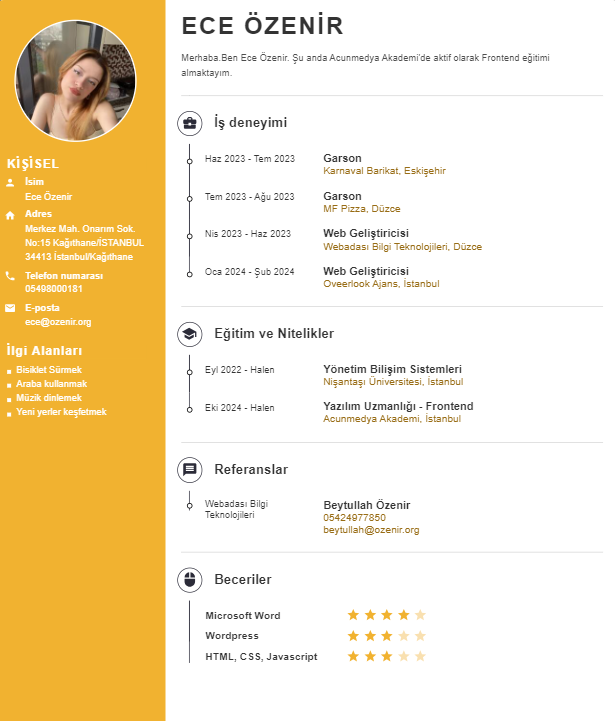 ECE ÖZENİR
Merhaba.Ben Ece Özenir. Şu anda Acunmedya Akademi'de aktif olarak Frontend eğitimi
almaktayım.
KİŞİSEL
İsim
Ece Özenir
Adres
Merkez Mah. Onarım Sok.
No:15 Kağıthane/İSTANBUL
34413 İstanbul/Kağıthane
Telefon numarası
05498000181
E-posta
ece@ozenir.org
İlgi Alanları
Bisiklet Sürmek
Araba kullanmak
Müzik dinlemek
Yeni yerler keşfetmek
İş deneyimi
Haz 2023 - Tem 2023 Garson
Karnaval Barikat, Eskişehir
Tem 2023 - Ağu 2023 Garson
MF Pizza, Düzce
Nis 2023 - Haz 2023 Web Geliştiricisi
Webadası Bilgi Teknolojileri, Düzce
Oca 2024 - Şub 2024 Web Geliştiricisi
Oveerlook Ajans, İstanbul
Eğitim ve Nitelikler
Eyl 2022 - Halen Yönetim Bilişim Sistemleri
Nişantaşı Üniversitesi, İstanbul
Eki 2024 - Halen Yazılım Uzmanlığı - Frontend
Acunmedya Akademi, İstanbul
Referanslar
Webadası Bilgi
Teknolojileri
Beytullah Özenir
05424977850
beytullah@ozenir.org
Beceriler
Microsoft Word
Wordpress
HTML, CSS, Javascript